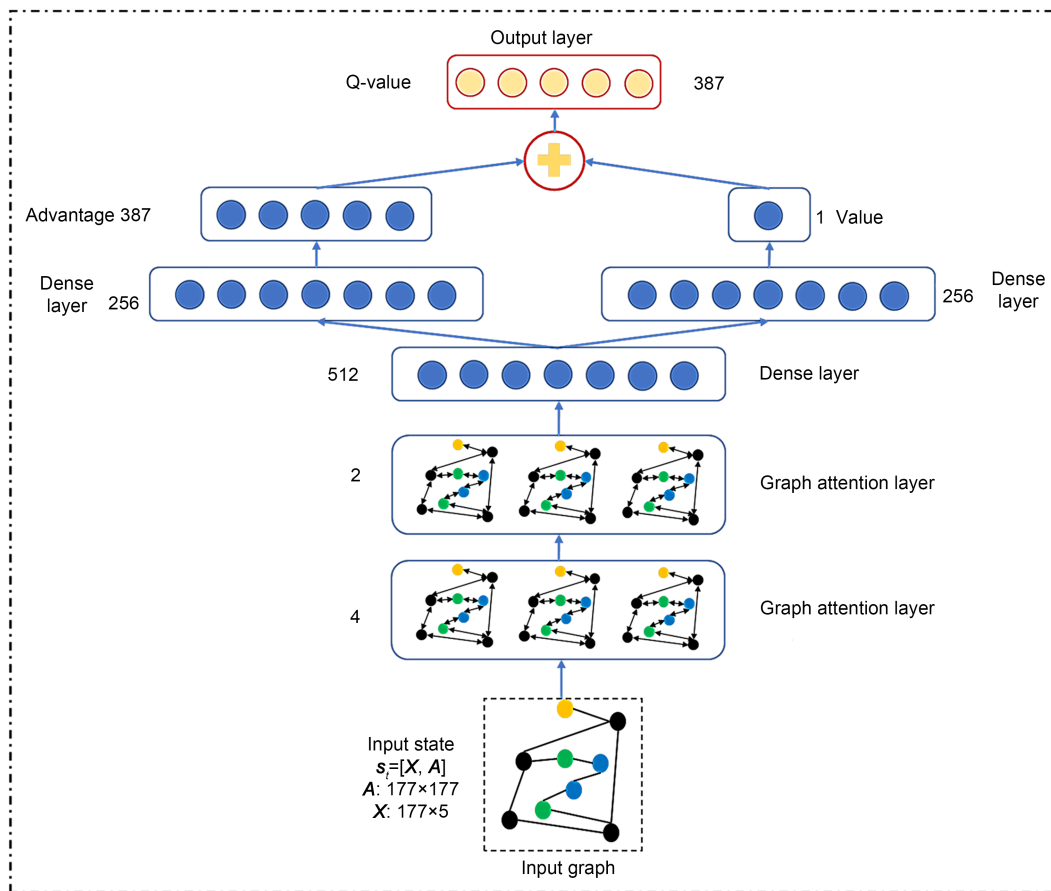 Output layer
Q-value
387
Advantage 387
1 Value
Dense
layer
256
256
Dense
layer
512
Dense layer
2
Graph attention layer
4
Graph attention layer
Input state
sₜ=[X, A]
A: 177×177
X: 177×5
Input graph